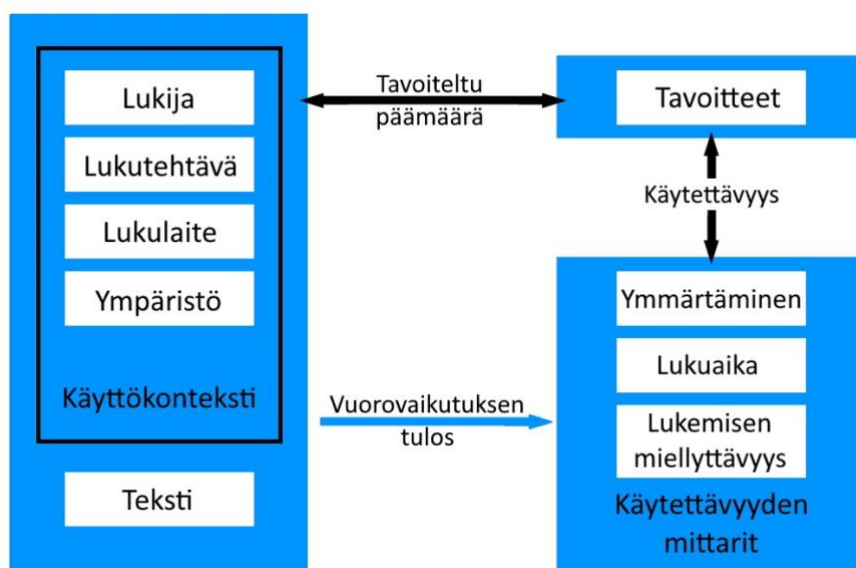 Lukija
Lukutehtävä
Lukulaite
Ympäristö
Käyttökonteksti
Teksti
Tavoiteltu
päämäärä
Vuorovaikutuksen
tulos
Tavoitteet
Käytettävyys
Ymmärtäminen
Lukuaika
Lukemisen
miellyttävyys
Käytettävyyden
mittarit